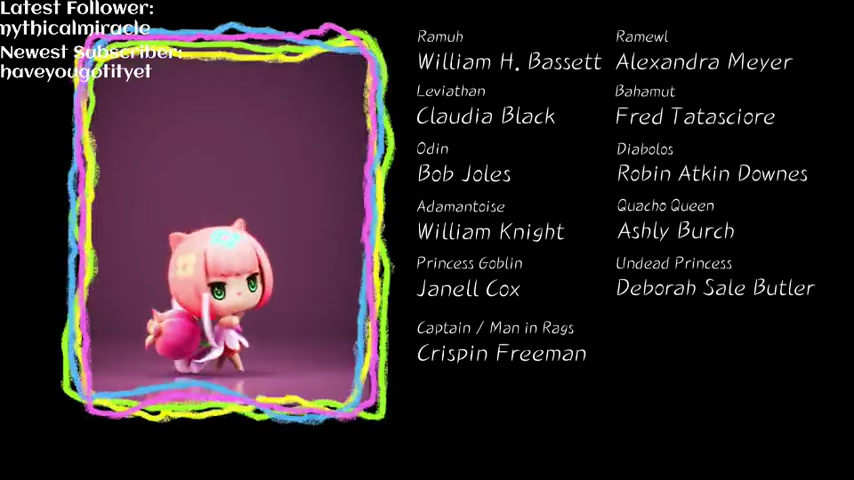 Latest Follower:
mythicalmiracle
Newest Subscriber:
haveyougotityet
Ramuh
William H. Bassett
Ramewl
Alexandra Meyer
Leviathan
Claudia Black
Bahamut
Fred Tatasciore
Odin
Bob Joles
Diabolos
Robin Atkin Downes
Adamantoise
William Knight
Quacho Queen
Ashly Burch
Princess Goblin
Janell Cox
Undead Princess
Deborah Sale Butler
Captain / Man in Rags
Crispin Freeman